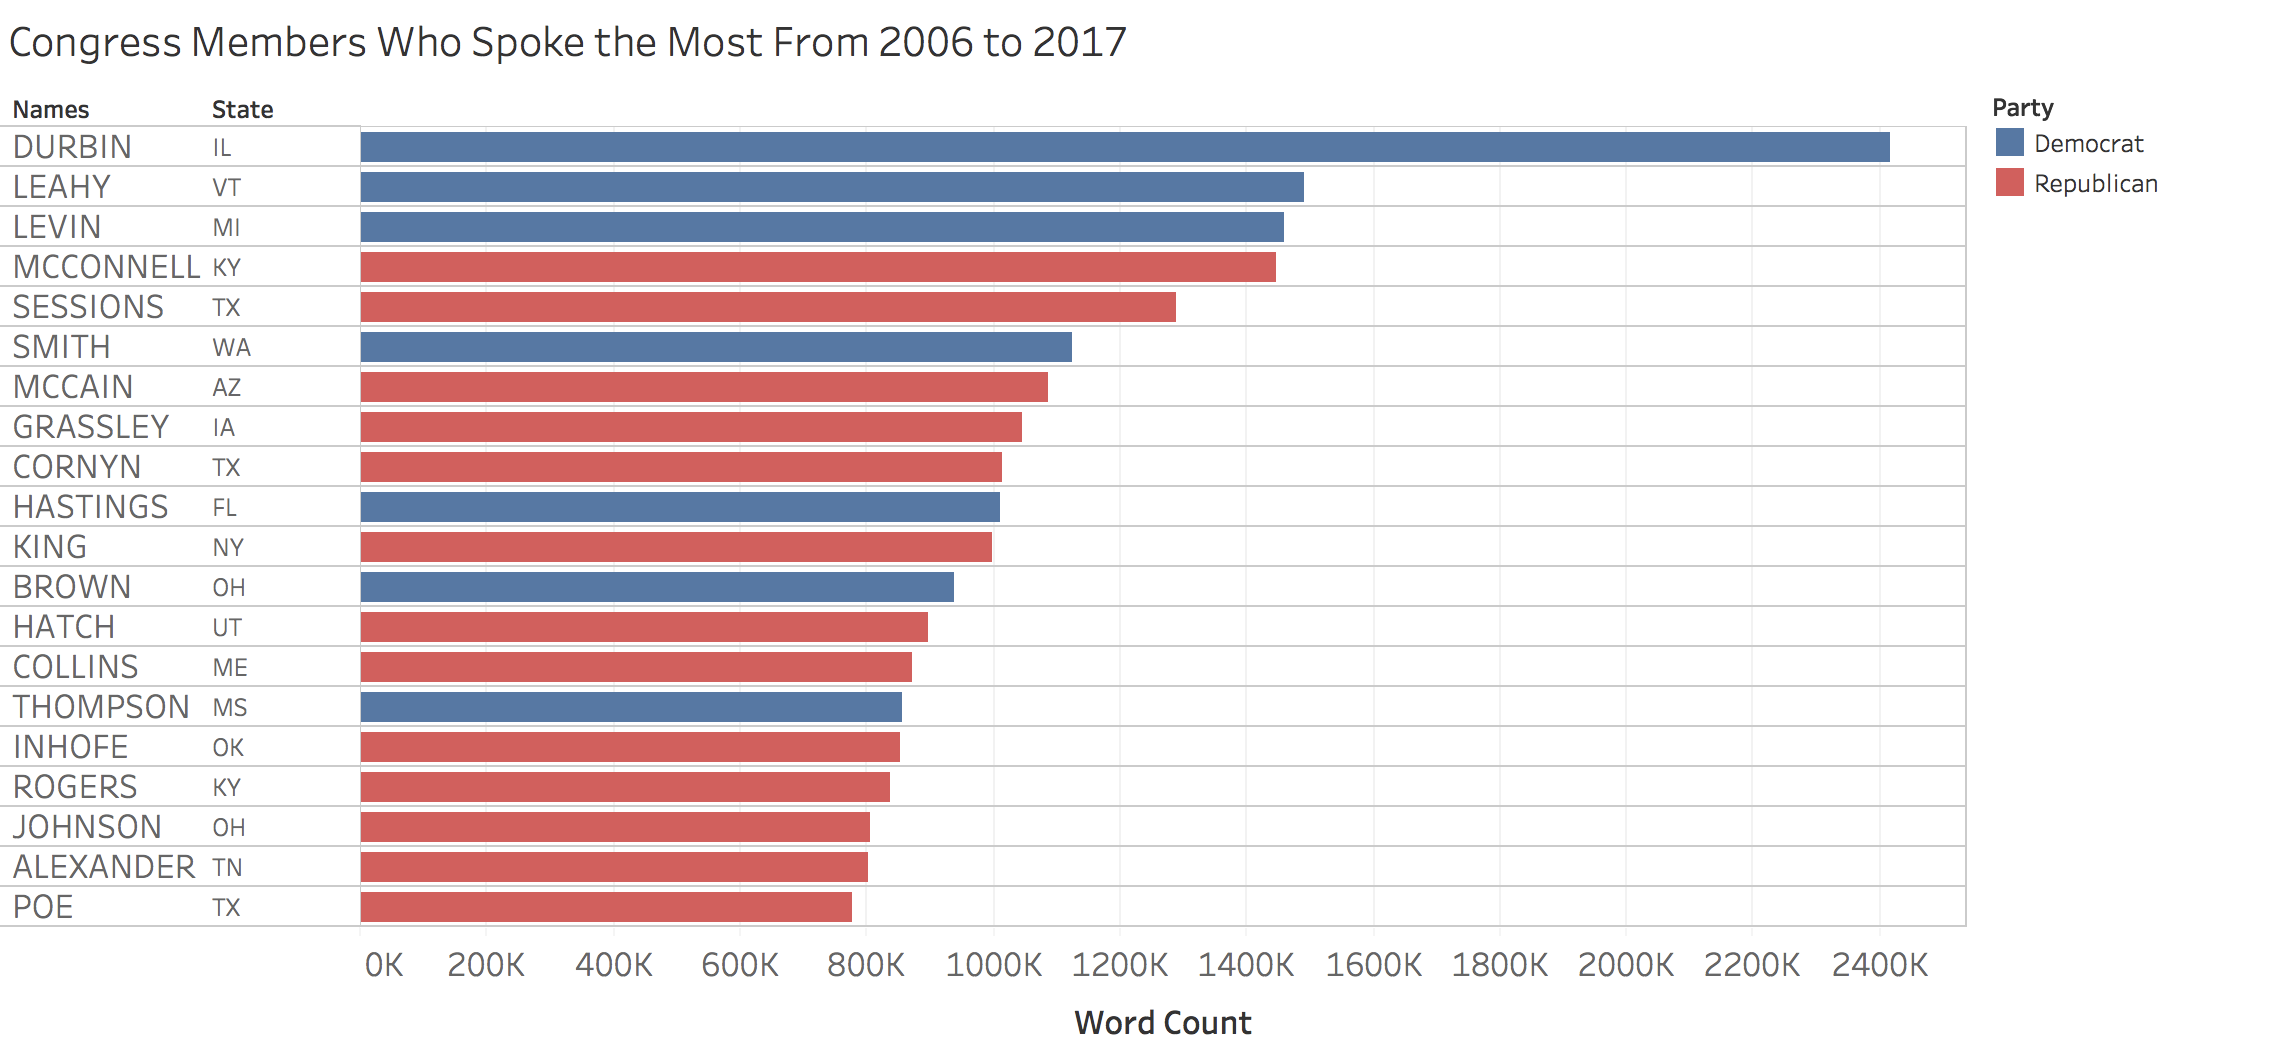 Congress Members Who Spoke the Most From 2006 to 2017
Names State
Party
DURBIN IL
Democrat
LEAHY VT
Republican
LEVIN MI
MCCONNELL KY
SESSIONS TX
SMITH WA
MCCAIN AZ
GRASSLEY IA
CORNYN TX
HASTINGS FL
KING NY
BROWN OH
HATCH UT
COLLINS ME
THOMPSON MS
INHOFE OK
ROGERS KY
JOHNSON OH
ALEXANDER TN
POE TX
0K 200K 400K 600K 800K 1000K 1200K 1400K 1600K 1800K 2000K 2200K 2400K
Word Count